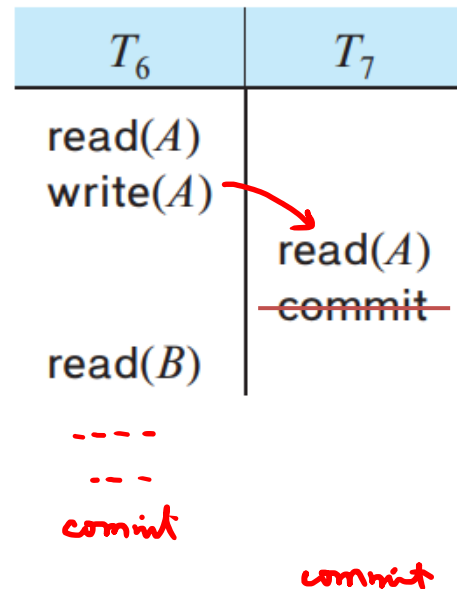 T6 T7
read(A)
write(A)
read(A)
commit
read(B)
commit
commit